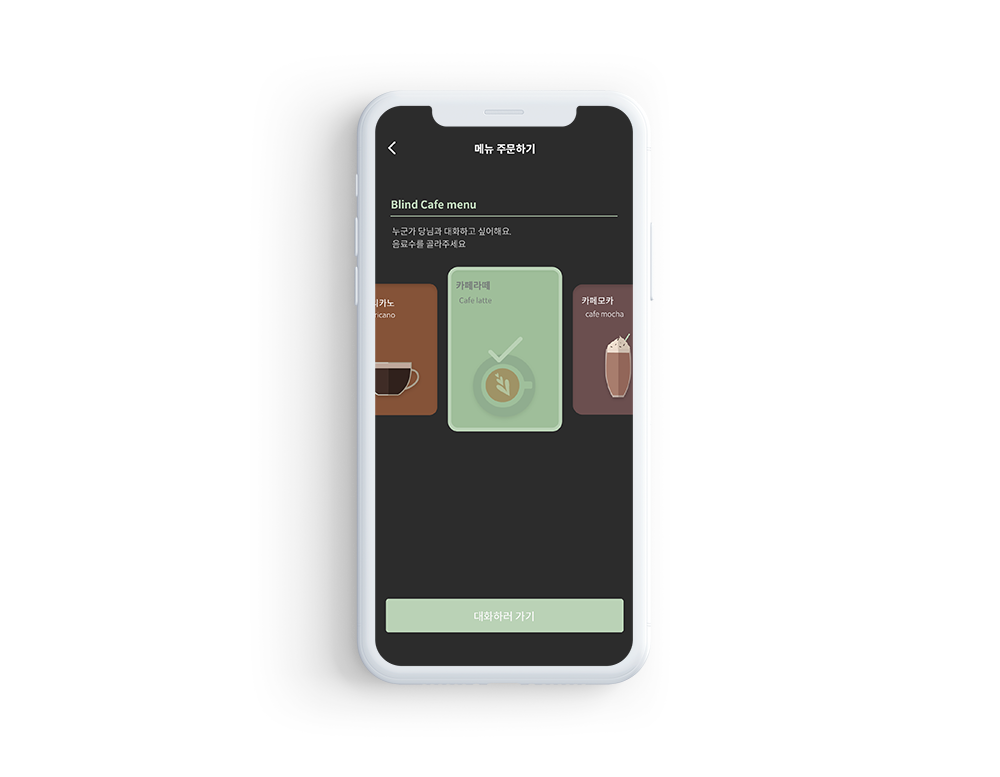 메뉴 주문하기
Blind Cafe menu
누군가 당님과 대화하고 싶어해요.
음료수를 골라주세요
리카노
ricano
카페라떼
Cafe latte
카페모카
cafe mocha
대화하러 가기